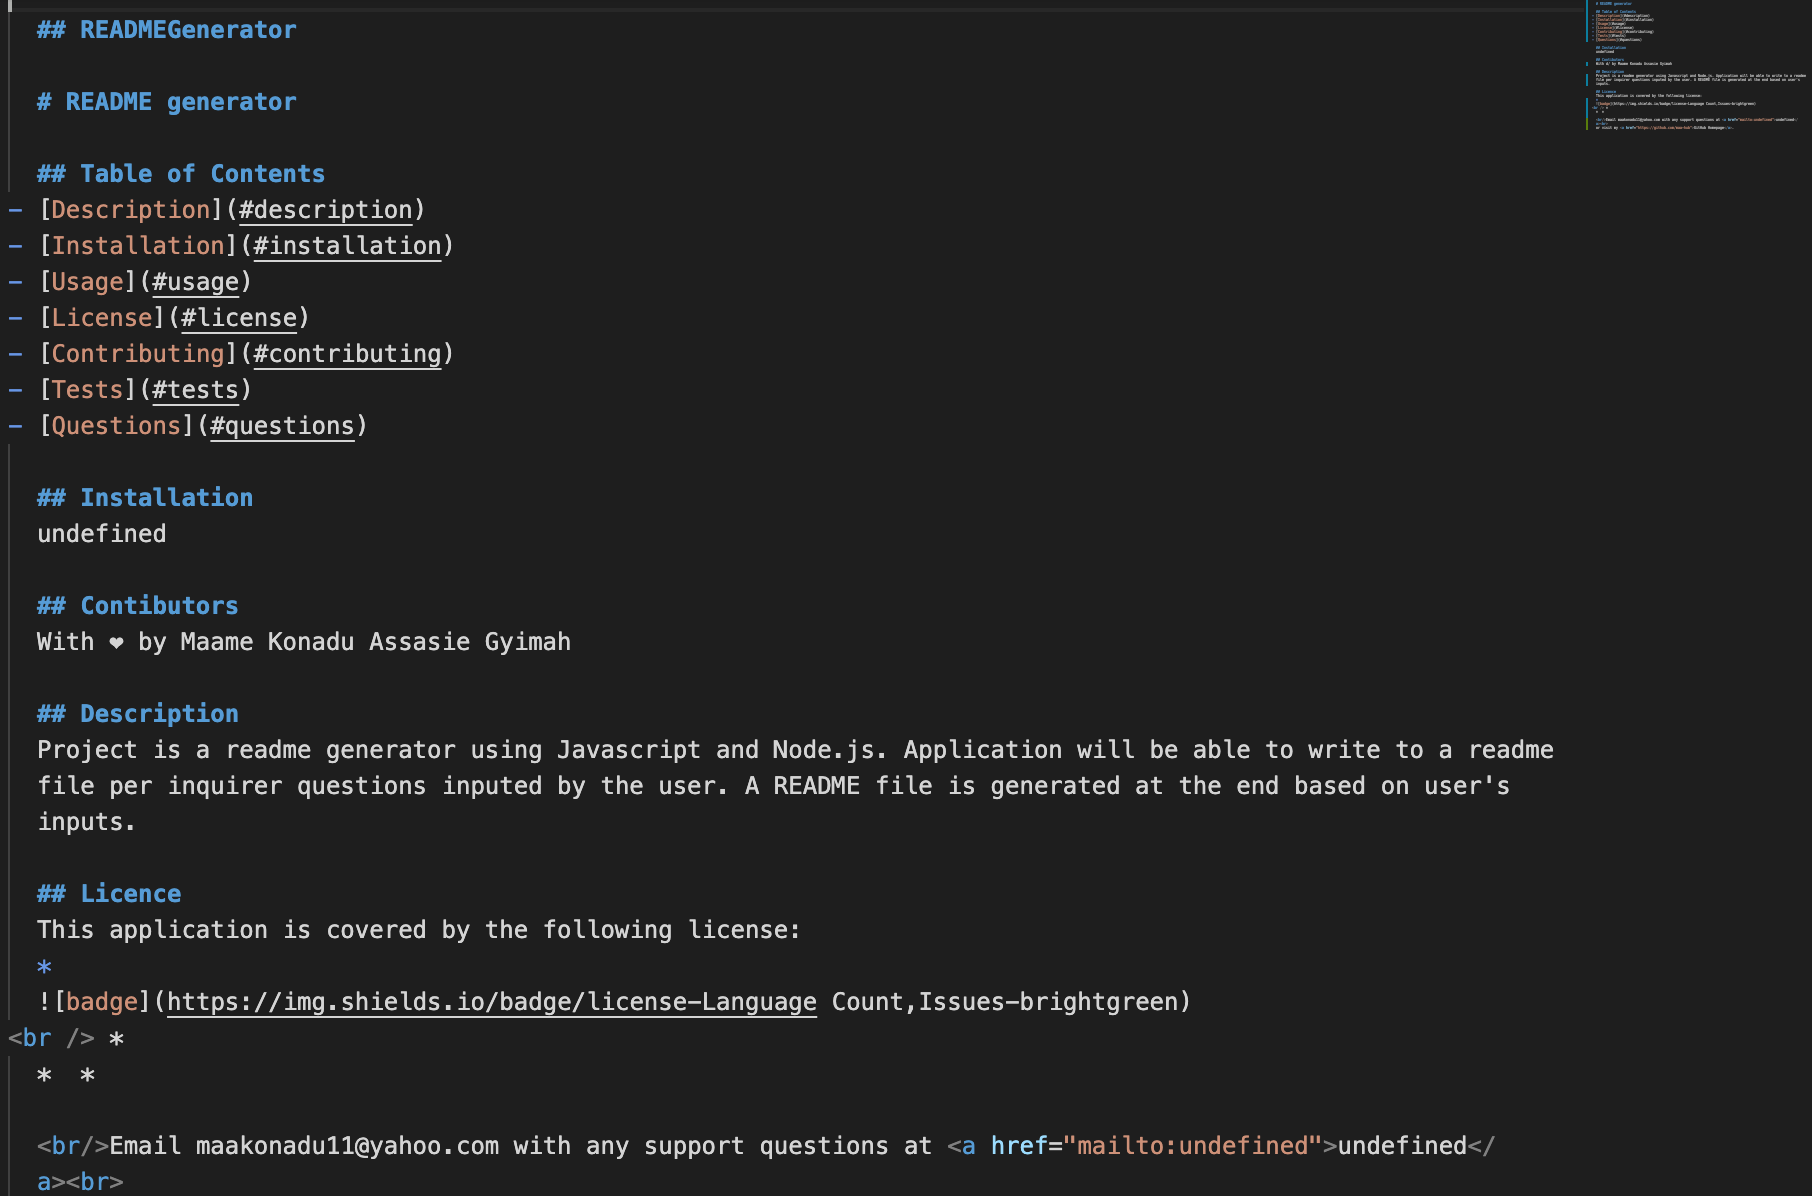 ## READMEGenerator
# README generator
## Table of Contents
- [Description](#description)
- [Installation](#installation)
- [Usage](#usage)
- [License](#license)
- [Contributing](#contributing)
- [Tests](#tests)
- [Questions](#questions)
## Installation
undefined
## Contibutors
With ❤ by Maame Konadu Assasie Gyimah
## Description
Project is a readme generator using Javascript and Node.js. Application will be able to write to a readme
file per inquirer questions inputed by the user. A README file is generated at the end based on user's
inputs.
## Licence
This application is covered by the following license:
*
![badge](https://img.shields.io/badge/license-Language Count,Issues-brightgreen)
<br /> *
*  *
<br/>Email maakonadu11@yahoo.com with any support questions at <a href="mailto:undefined">undefined</
a><br>